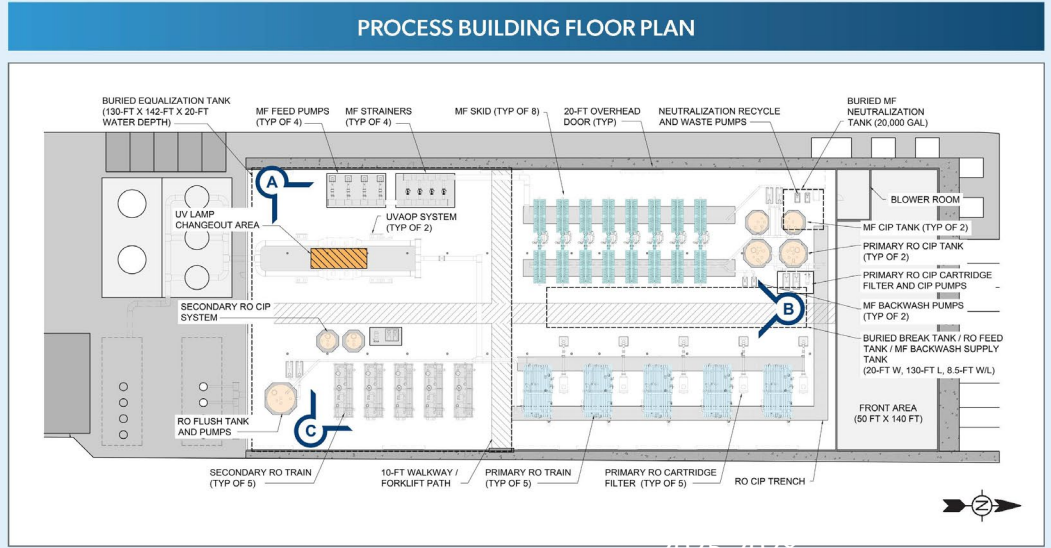 PROCESS BUILDING FLOOR PLAN
BURIED EQUALIZATION TANK
(130-FT X 142-FT X 20-FT
WATER DEPTH)
MF FEED PUMPS
(TYP OF 4)
MF STRAINERS
(TYP OF 4)
MF SKID (TYP OF 8)
20-FT OVERHEAD
DOOR (TYP)
NEUTRALIZATION RECYCLE
AND WASTE PUMPS
BURIED MF
NEUTRALIZATION
TANK (20,000 GAL)
A
UV LAMP
CHANGEOUT AREA
UVAOP SYSTEM
(TYP OF 2)
BLOWER ROOM
MF CIP TANK (TYP OF 2)
PRIMARY RO CIP TANK
(TYP OF 2)
PRIMARY RO CIP CARTRIDGE
FILTER AND CIP PUMPS
MF BACKWASH PUMPS
(TYP OF 2)
B
SECONDARY RO CIP
SYSTEM
BURIED BREAK TANK / RO FEED
TANK / MF BACKWASH SUPPLY
TANK
(20-FT W, 130-FT L, 8.5-FT W/L)
FRONT AREA
(50 FT X 140 FT)
RO FLUSH TANK
AND PUMPS
C
SECONDARY RO TRAIN
(TYP OF 5)
10-FT WALKWAY /
FORKLIFT PATH
PRIMARY RO TRAIN
(TYP OF 5)
PRIMARY RO CARTRIDGE
FILTER (TYP OF 5)
RO CIP TRENCH
N